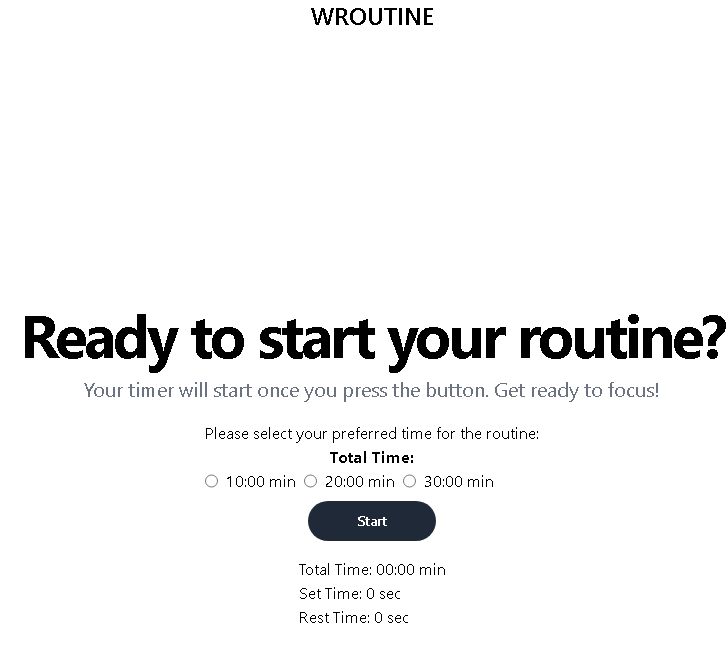 WROUTINE
Ready to start your routine?
Your timer will start once you press the button. Get ready to focus!
Please select your preferred time for the routine:
Total Time:
10:00 min 20:00 min 30:00 min
Start
Total Time: 00:00 min
Set Time: 0 sec
Rest Time: 0 sec